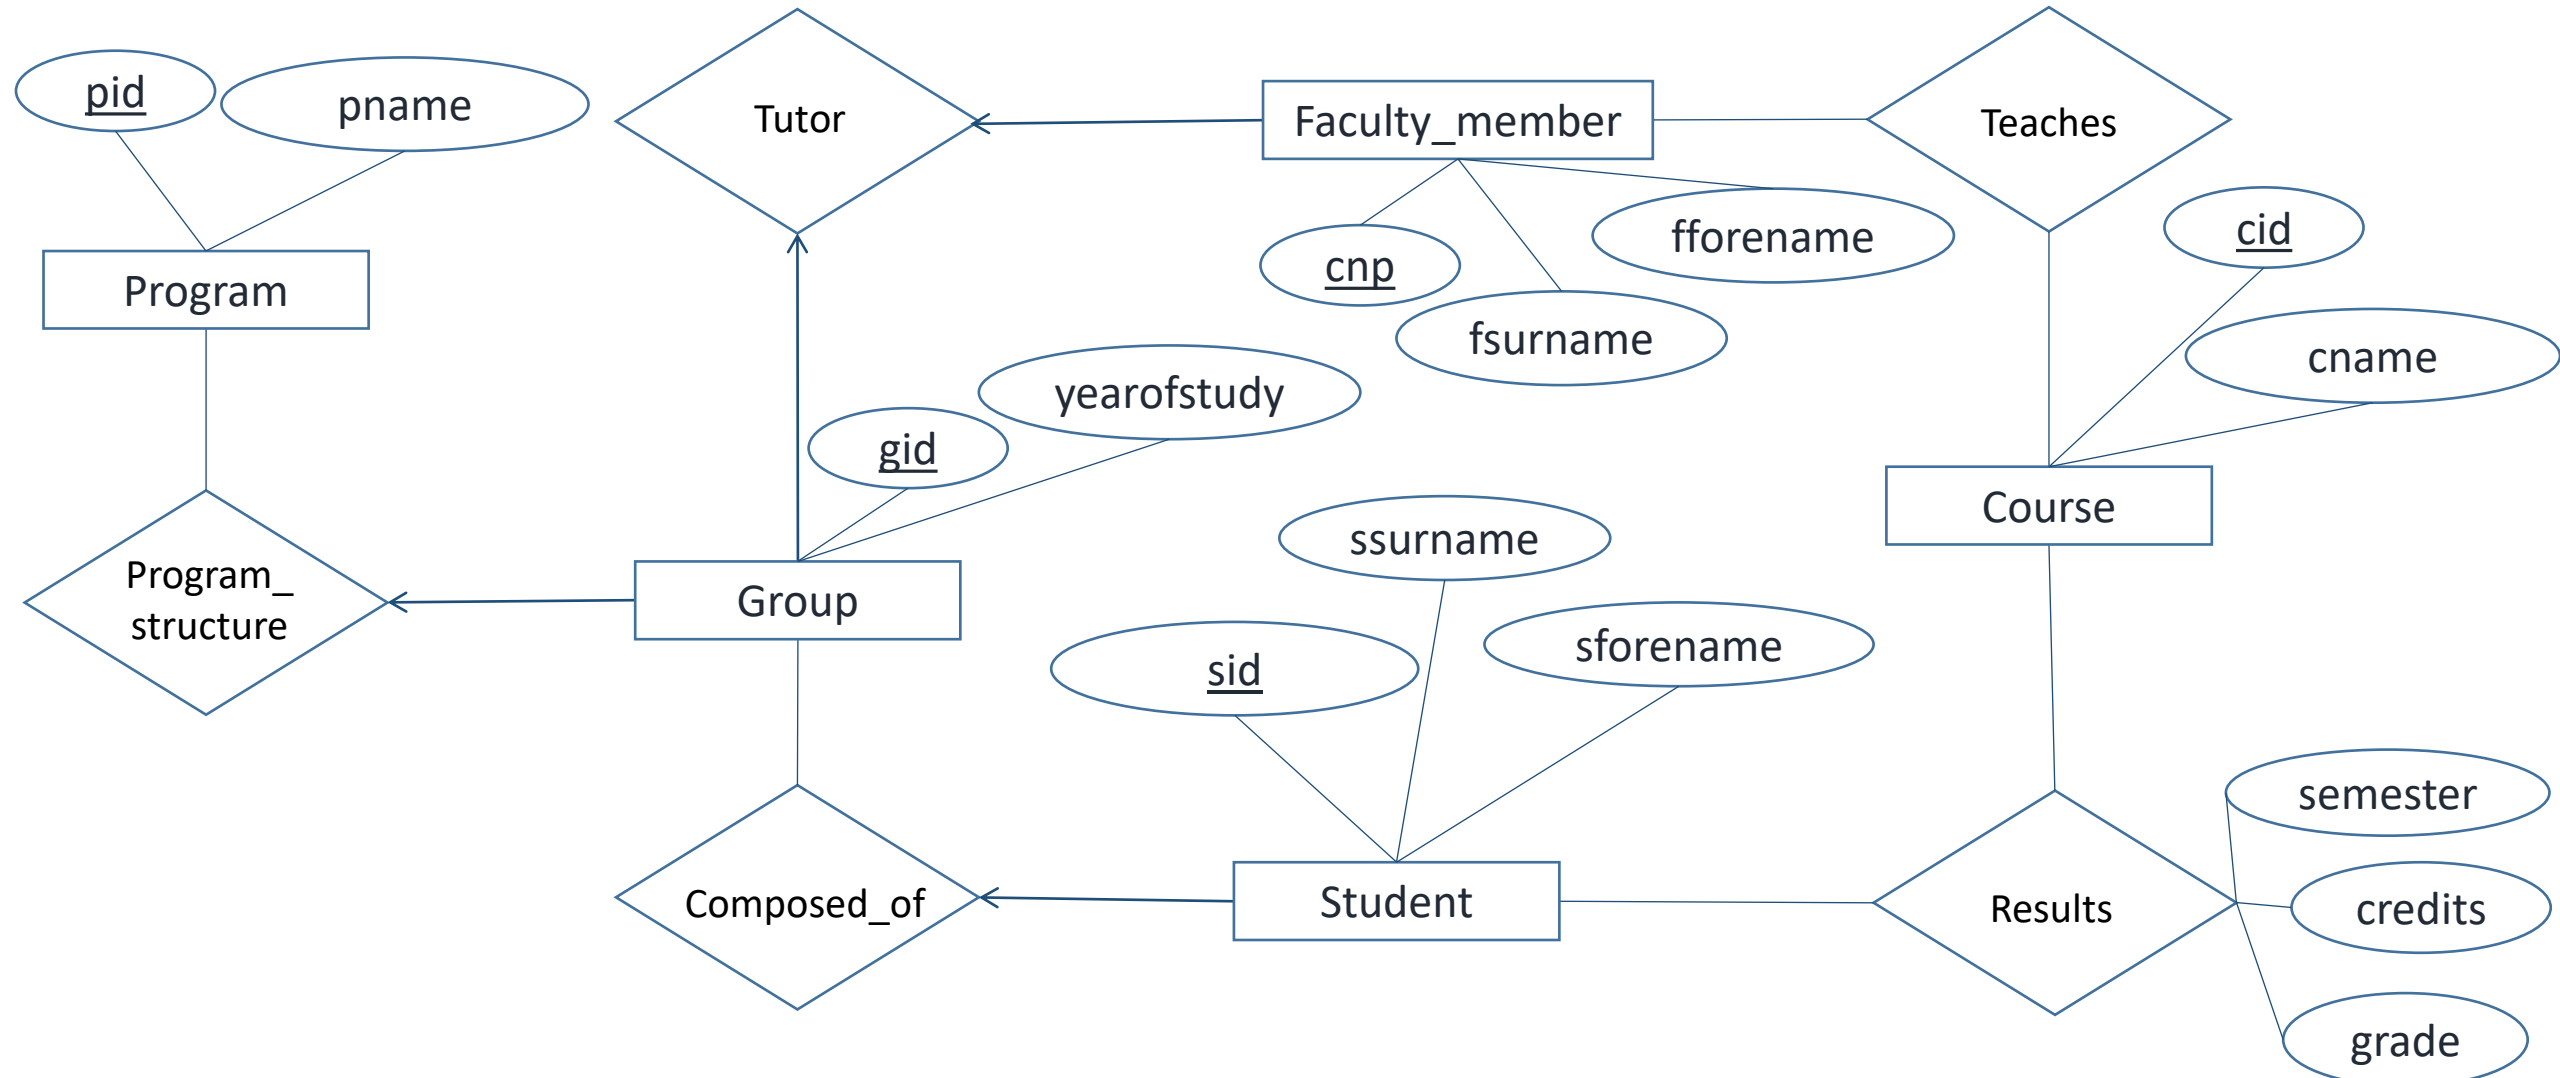 pid
pname
Tutor
Faculty_member
Teaches
fforename
cid
cnp
Program
fsurname
cname
yearofstudy
gid
Course
ssurname
Program_
structure
Group
sforename
sid
semester
Composed_of
Student
Results
credits
grade